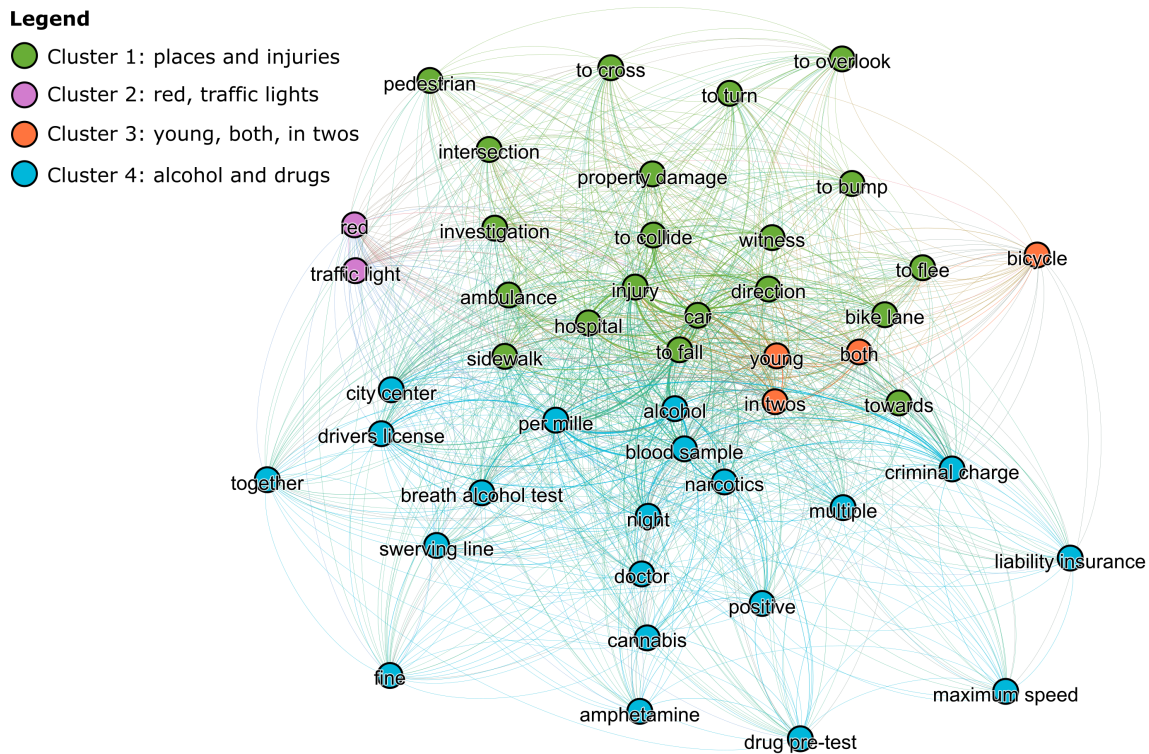 Legend
Cluster 1: places and injuries
Cluster 2: red, traffic lights
Cluster 3: young, both, in twos
Cluster 4: alcohol and drugs
to overlook
to cross
pedestrian
to turn
intersection
property damage
to bump
red
investigation
to collide
witness
bicycle
traffic light
to flee
ambulance
injury
direction
hospital
car
bike lane
sidewalk
to fall
young
both
city center
per mille
alcohol
in twos
towards
drivers license
blood sample
criminal charge
together
breath alcohol test
narcotics
multiple
night
swerving line
liability insurance
doctor
positive
cannabis
fine
maximum speed
amphetamine
drug pre-test